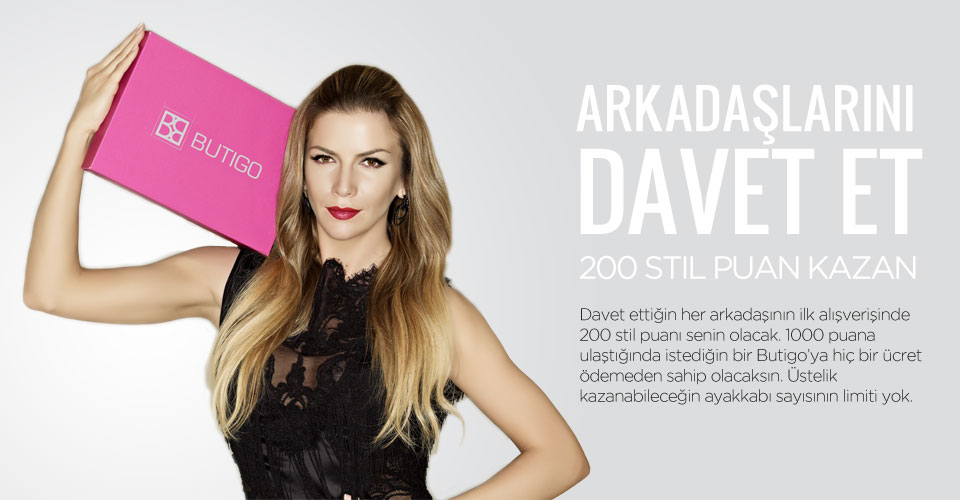 BUTIGO
ARKADAŞLARINI
DAVET ET
200 STIL PUAN KAZAN
Davet ettiğin her arkadaşının ilk alışverişinde
200 stil puanı senin olacak. 1000 puana
ulaştığında istediğin bir Butigo'ya hiç bir ücret
ödemeden sahip olacaksın. Üstelik
kazanabileceğin ayakkabı sayısının limiti yok.